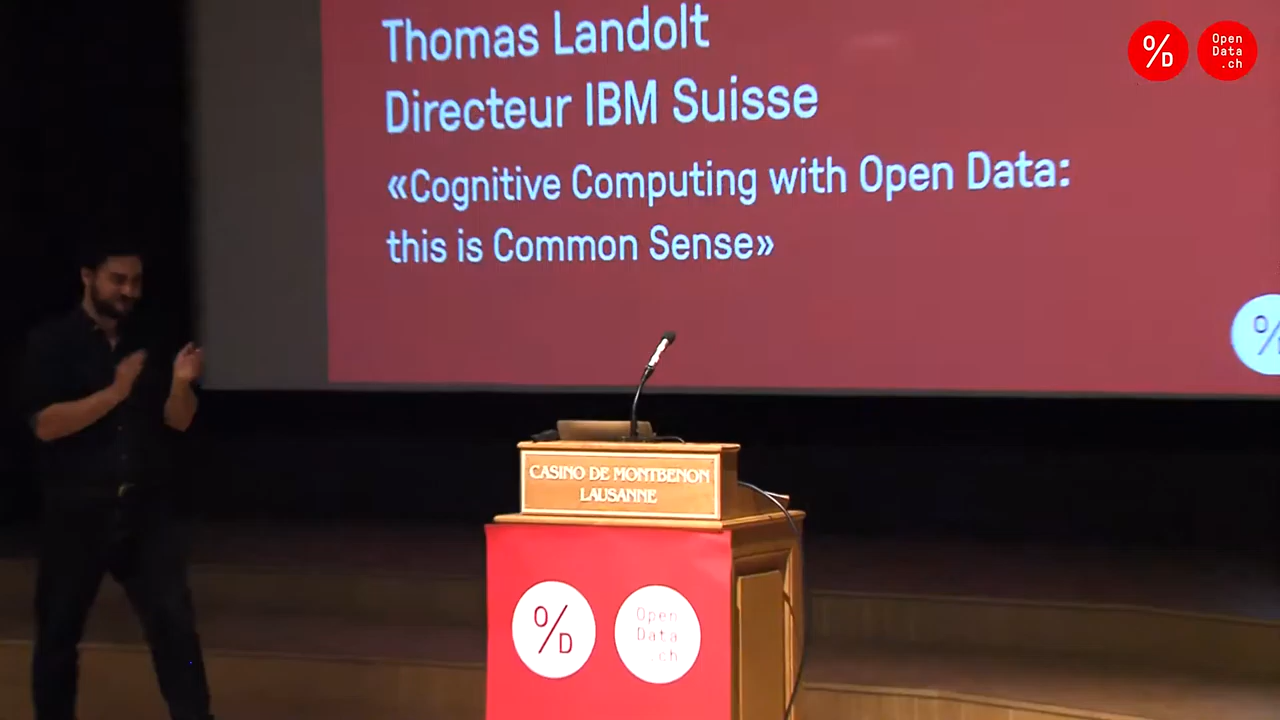 Thomas Landolt
Directeur IBM Suisse
«Cognitive Computing with Open Data:
this is Common Sense»
%D
Open
Data
.ch
%
CASINO DE MONTBENON
LAUSANNE
%D
Open
Data
.ch